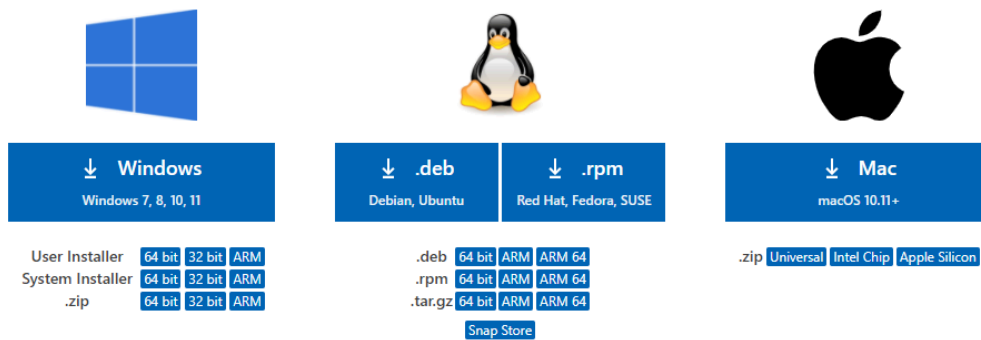 Windows
Windows 7, 8, 10, 11
User Installer 64 bit 32 bit ARM
System Installer 64 bit 32 bit ARM
.zip 64 bit 32 bit ARM
.deb
Debian, Ubuntu
.rpm
Red Hat, Fedora, SUSE
.deb 64 bit ARM ARM 64
.rpm 64 bit ARM ARM 64
.tar.gz 64 bit ARM ARM 64
Snap Store
Mac
macOS 10.11+
.zip Universal Intel Chip Apple Silicon